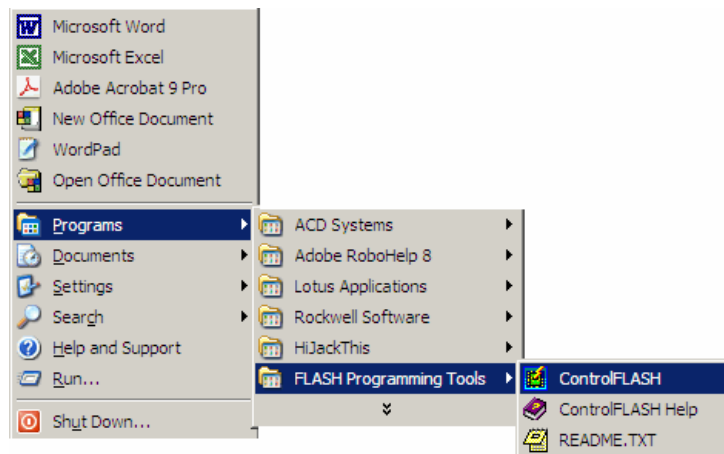 Microsoft Word
Microsoft Excel
Adobe Acrobat 9 Pro
New Office Document
WordPad
Open Office Document
Programs
Documents
Settings
Search
Help and Support
Run...
Shut Down...
ACD Systems
Adobe RoboHelp 8
Lotus Applications
Rockwell Software
HiJackThis
FLASH Programming Tools
ControlFLASH
ControlFLASH Help
README.TXT